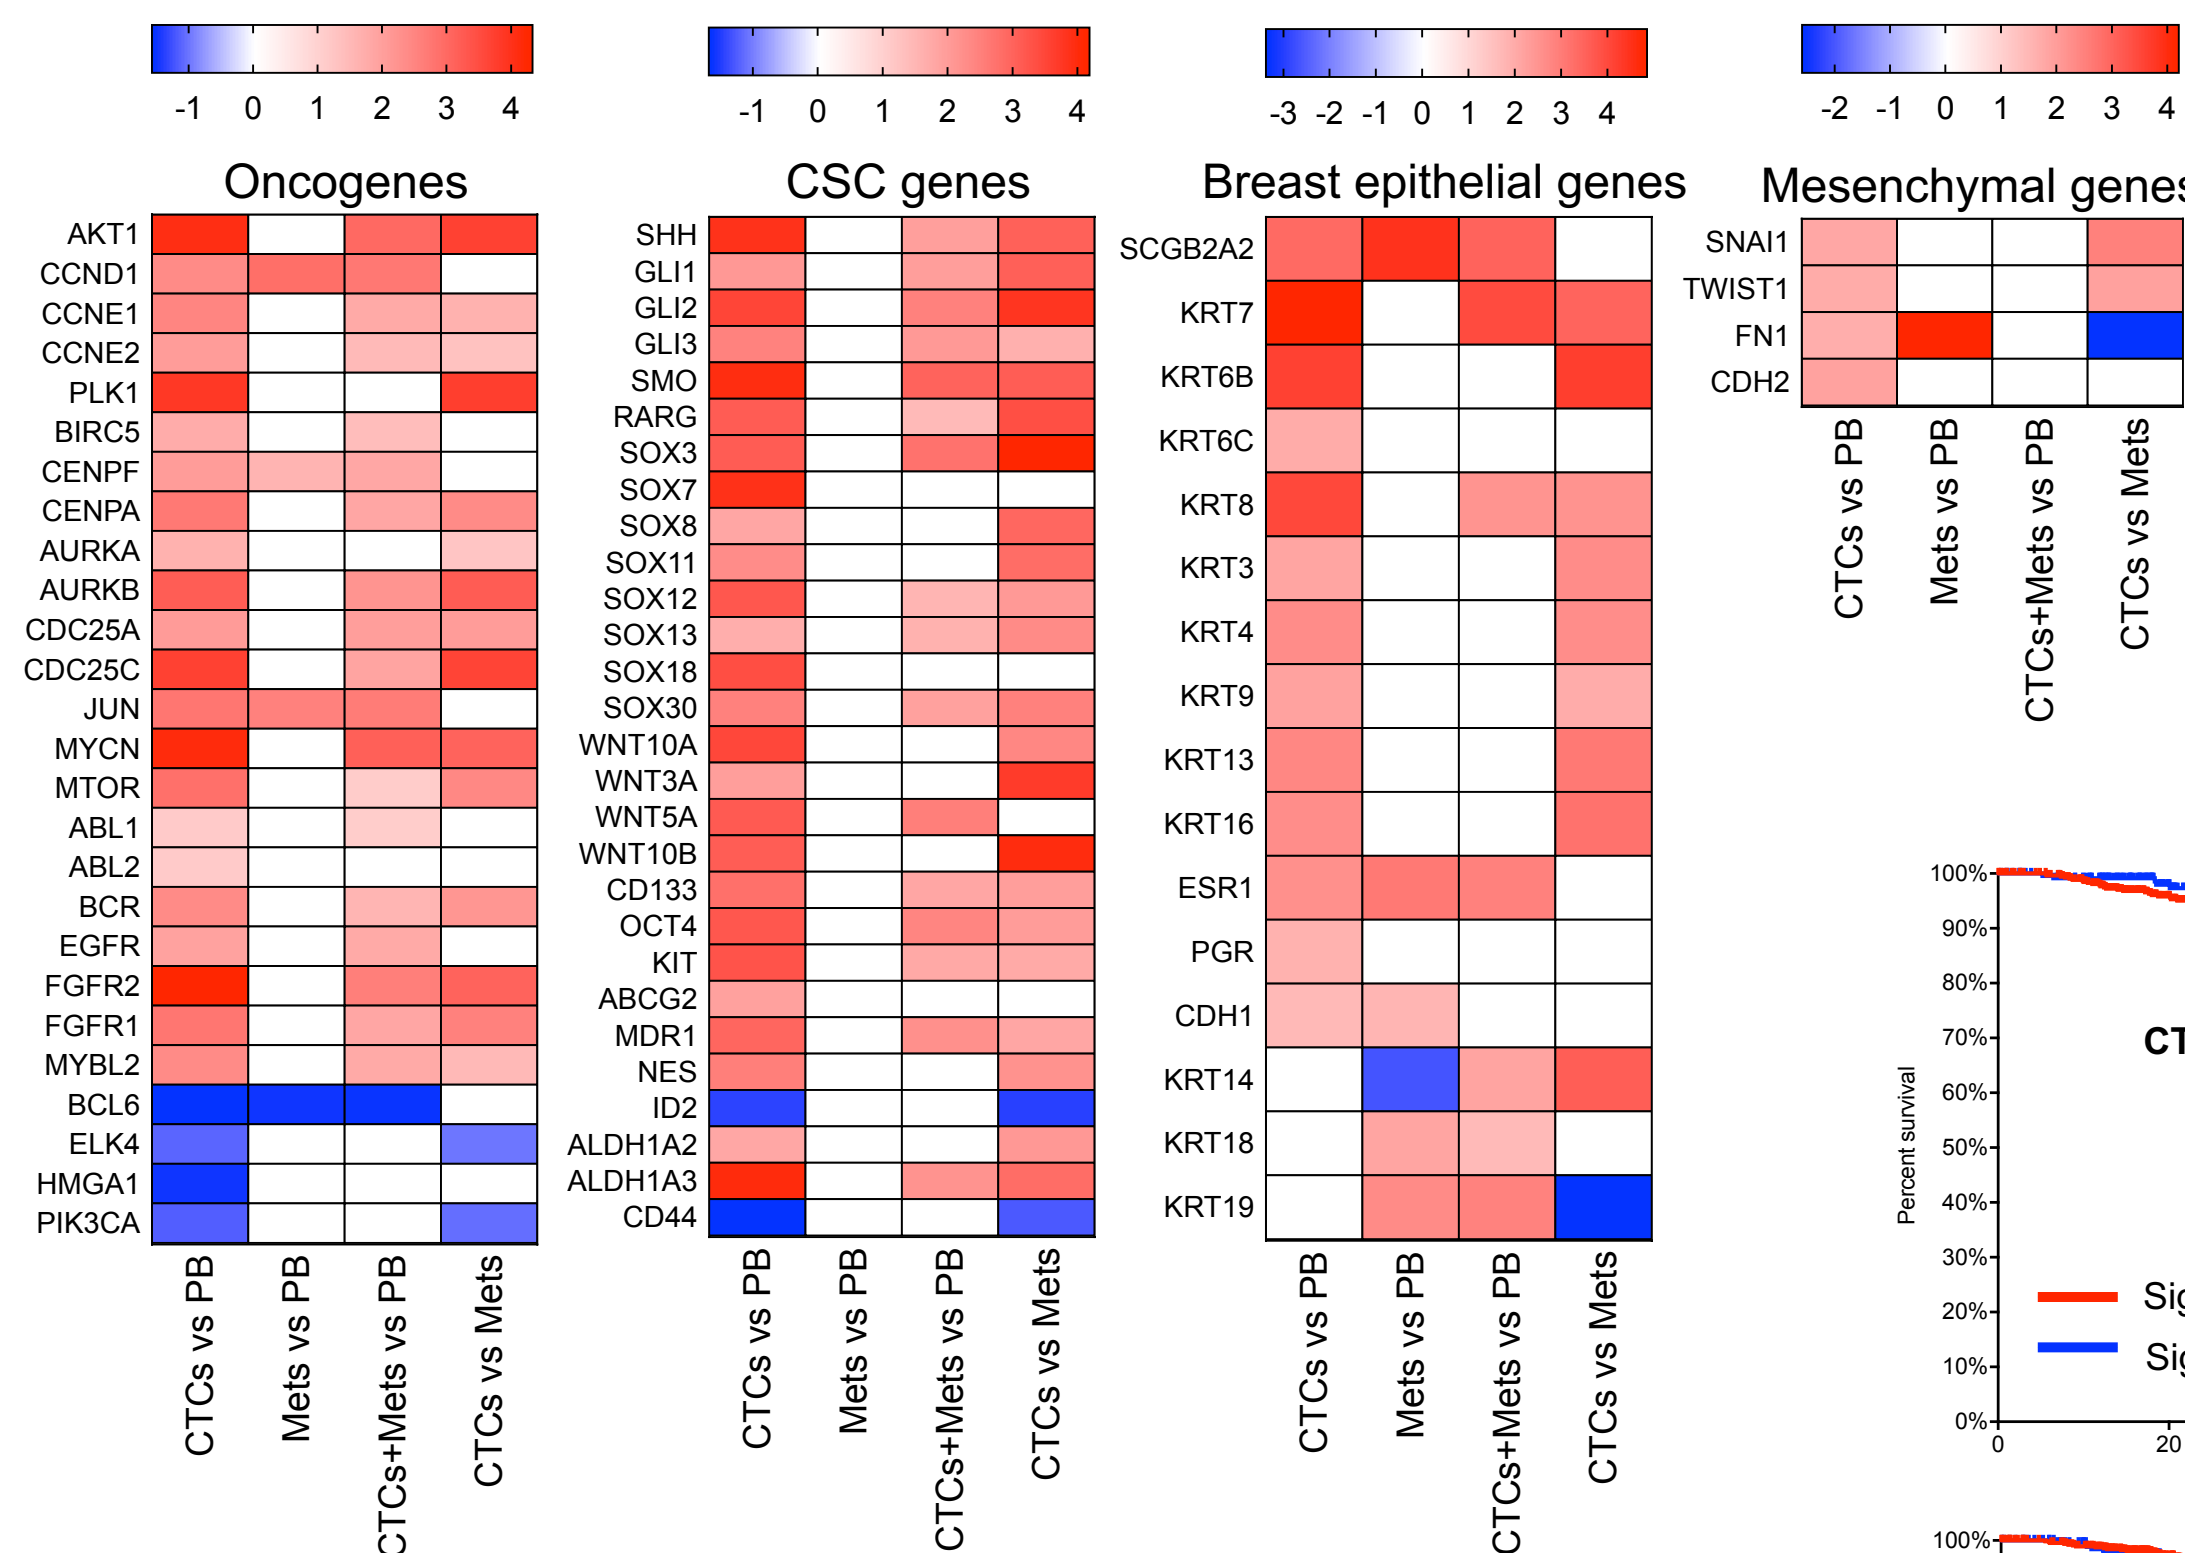 -1 0 1 2 3 4
Oncogenes
AKT1
CCND1
CCNE1
CCNE2
PLK1
BIRC5
CENPF
CENPA
AURKA
AURKB
CDC25A
CDC25C
JUN
MYCN
MTOR
ABL1
ABL2
BCR
EGFR
FGFR2
FGFR1
MYBL2
BCL6
ELK4
HMGA1
PIK3CA
CTCs vs PB
Mets vs PB
CTCs+Mets vs PB
CTCs vs Mets
-1 0 1 2 3 4
CSC genes
SHH
GLI1
GLI2
GLI3
SMO
RARG
SOX3
SOX7
SOX8
SOX11
SOX12
SOX13
SOX18
SOX30
WNT10A
WNT3A
WNT5A
WNT10B
CD133
OCT4
KIT
ABCG2
MDR1
NES
ID2
ALDH1A2
ALDH1A3
CD44
CTCs vs PB
Mets vs PB
CTCs+Mets vs PB
CTCs vs Mets
-3 -2 -1 0 1 2 3 4
Breast epithelial genes
SCGB2A2
KRT7
KRT6B
KRT6C
KRT8
KRT3
KRT4
KRT9
KRT13
KRT16
ESR1
PGR
CDH1
KRT14
KRT18
KRT19
CTCs vs PB
Mets vs PB
CTCs+Mets vs PB
CTCs vs Mets
-2 -1 0 1 2 3 4
Mesenchymal genes
SNAI1
TWIST1
FN1
CDH2
CTCs vs PB
Mets vs PB
CTCs+Mets vs PB
CTCs vs Mets
Percent survival
100%
90%
80%
70%
60%
50%
40%
30%
20%
10%
0%
0 20
CT
Sig
Sig
100%